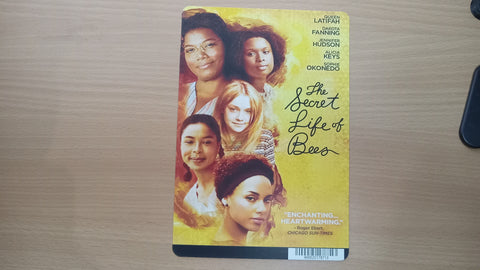 QUEEN
LATIFAH
DAKOTA
FANNING
JENNIFER
HUDSON
ALICIA
KEYS
SOPHIE
OKONEDO
The
Secret
Life of
Bees
"ENCHANTING...
HEARTWARMING."
- Roger Ebert,
CHICAGO SUN-TIMES